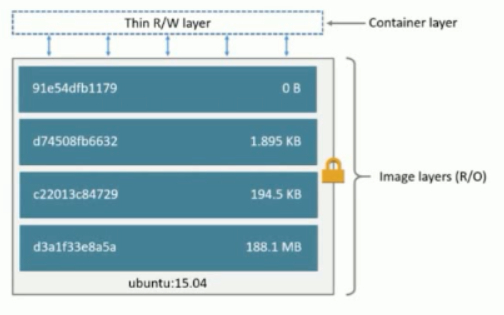 Thin R/W layer
Container layer
91e54dfb1179 0 B
d74508fb6632 1.895 KB
c22013c84729 194.5 KB
Image layers (R/O)
d3a1f33e8a5a 188.1 MB
ubuntu:15.04